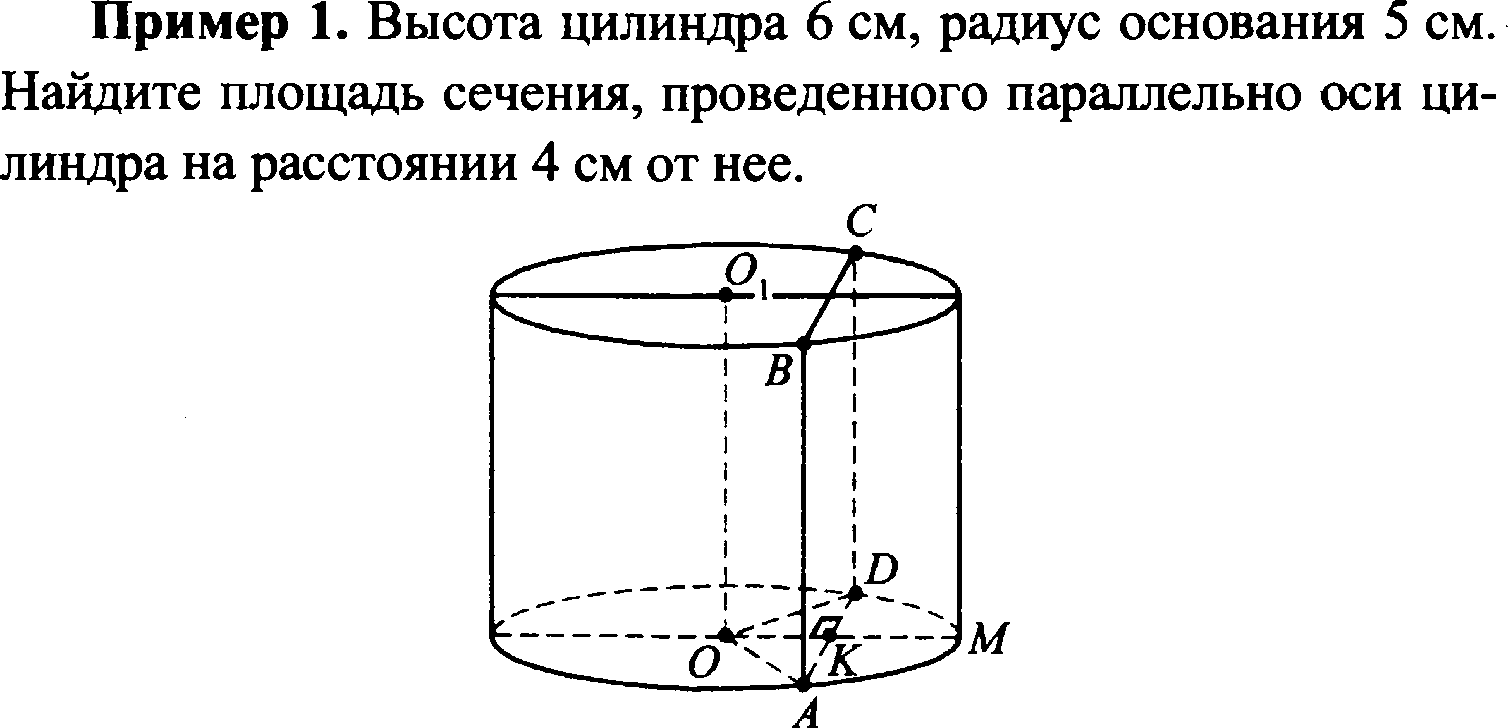 Пример 1. Высота цилиндра 6 см, радиус основания 5 см.
Найдите площадь сечения, проведенного параллельно оси ци-
линдра на расстоянии 4 см от нее.
C
O1
B
D
O
K
M
A